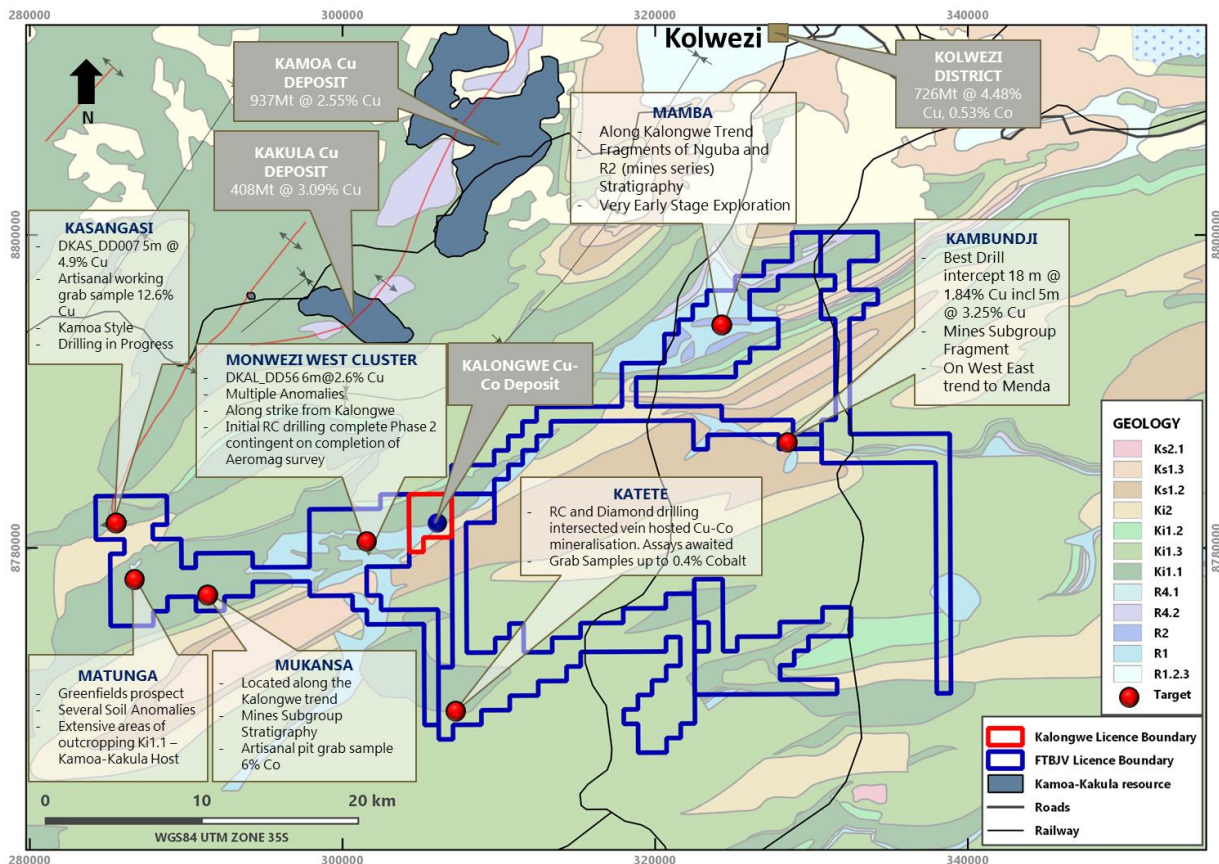 280000
300000
320000
340000
Kolwezi
N
KAMOA Cu
DEPOSIT
937Mt @ 2.55% Cu
KOLWEZI
DISTRICT
726Mt @ 4.48%
Cu, 0.53% Co
MAMBA
- Along Kalongwe Trend
- Fragments of Nguba and
R2 (mines series)
Stratigraphy
- Very Early Stage Exploration
KAKULA Cu
DEPOSIT
408Mt @ 3.09% Cu
8800000
8800000
KASANGASI
- DKAS_DD007 5m @
4.9% Cu
- Artisanal working
grab sample 12.6%
Cu
- Kamoa Style
- Drilling in Progress
KAMBUNDJI
- Best Drill
intercept 18 m @
1.84% Cu incl 5m
@ 3.25% Cu
- Mines Subgroup
Fragment
- On West East
trend to Menda
MONWEZI WEST CLUSTER
- DKAL_DD56 6m@2.6% Cu
- Multiple Anomalies
- Along strike from Kalongwe
- Initial RC drilling complete Phase 2
contingent on completion of
Aeromag survey
KALONGWE Cu-
Co Deposit
KATETE
- RC and Diamond drilling
intersected vein hosted Cu-Co
mineralisation. Assays awaited
- Grab Samples up to 0.4% Cobalt
8780000
8780000
MATUNGA
- Greenfields prospect
- Several Soil Anomalies
- Extensive areas of
outcropping Ki1.1 –
Kamoa-Kakula Host
MUKANSA
- Located along the
Kalongwe trend
- Mines Subgroup
Stratigraphy
- Artisanal pit grab sample
6% Co
GEOLOGY
Ks2.1
Ks1.3
Ks1.2
Ki2
Ki1.2
Ki1.3
Ki1.1
R4.1
R4.2
R2
R1
R1.2.3
Target
Kalongwe Licence Boundary
FTBJV Licence Boundary
Kamoa-Kakula resource
Roads
Railway
0 10 20 km
WGS84 UTM ZONE 35S
280000
300000
320000
340000